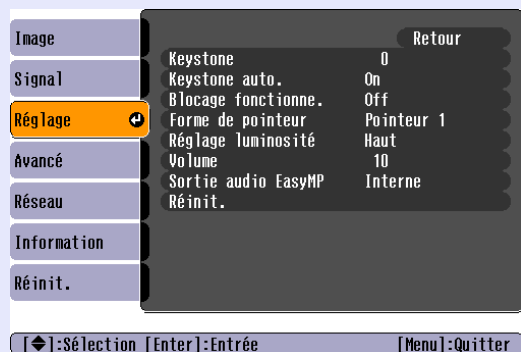 Image
Signal
Réglage
Avancé
Réseau
Information
Réinit.
Retour
Keystone 0
Keystone auto. On
Blocage fonctionne. Off
Forme de pointeur Pointeur 1
Réglage luminosité Haut
Volume 10
Sortie audio EasyMP Interne
Réinit.
[◆]:Sélection [Enter]:Entrée [Menu]:Quitter